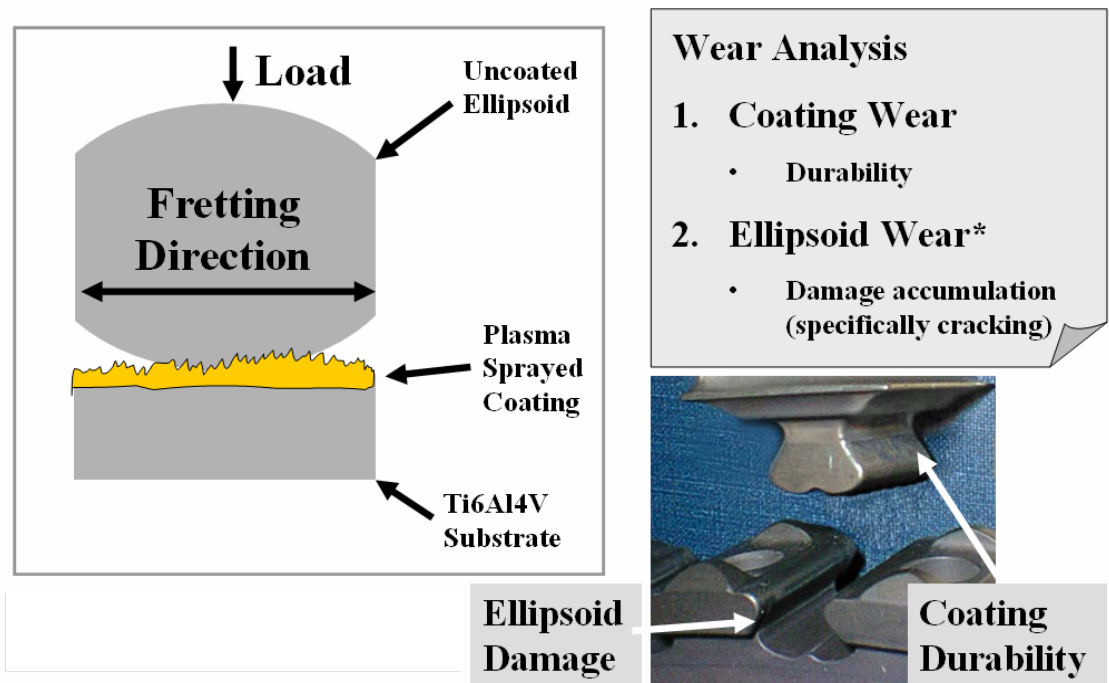 Load
Uncoated
Ellipsoid
Fretting
Direction
Plasma
Sprayed
Coating
Ti6Al4V
Substrate
Wear Analysis
1. Coating Wear
• Durability
2. Ellipsoid Wear*
• Damage accumulation
(specifically cracking)
Ellipsoid
Damage
Coating
Durability